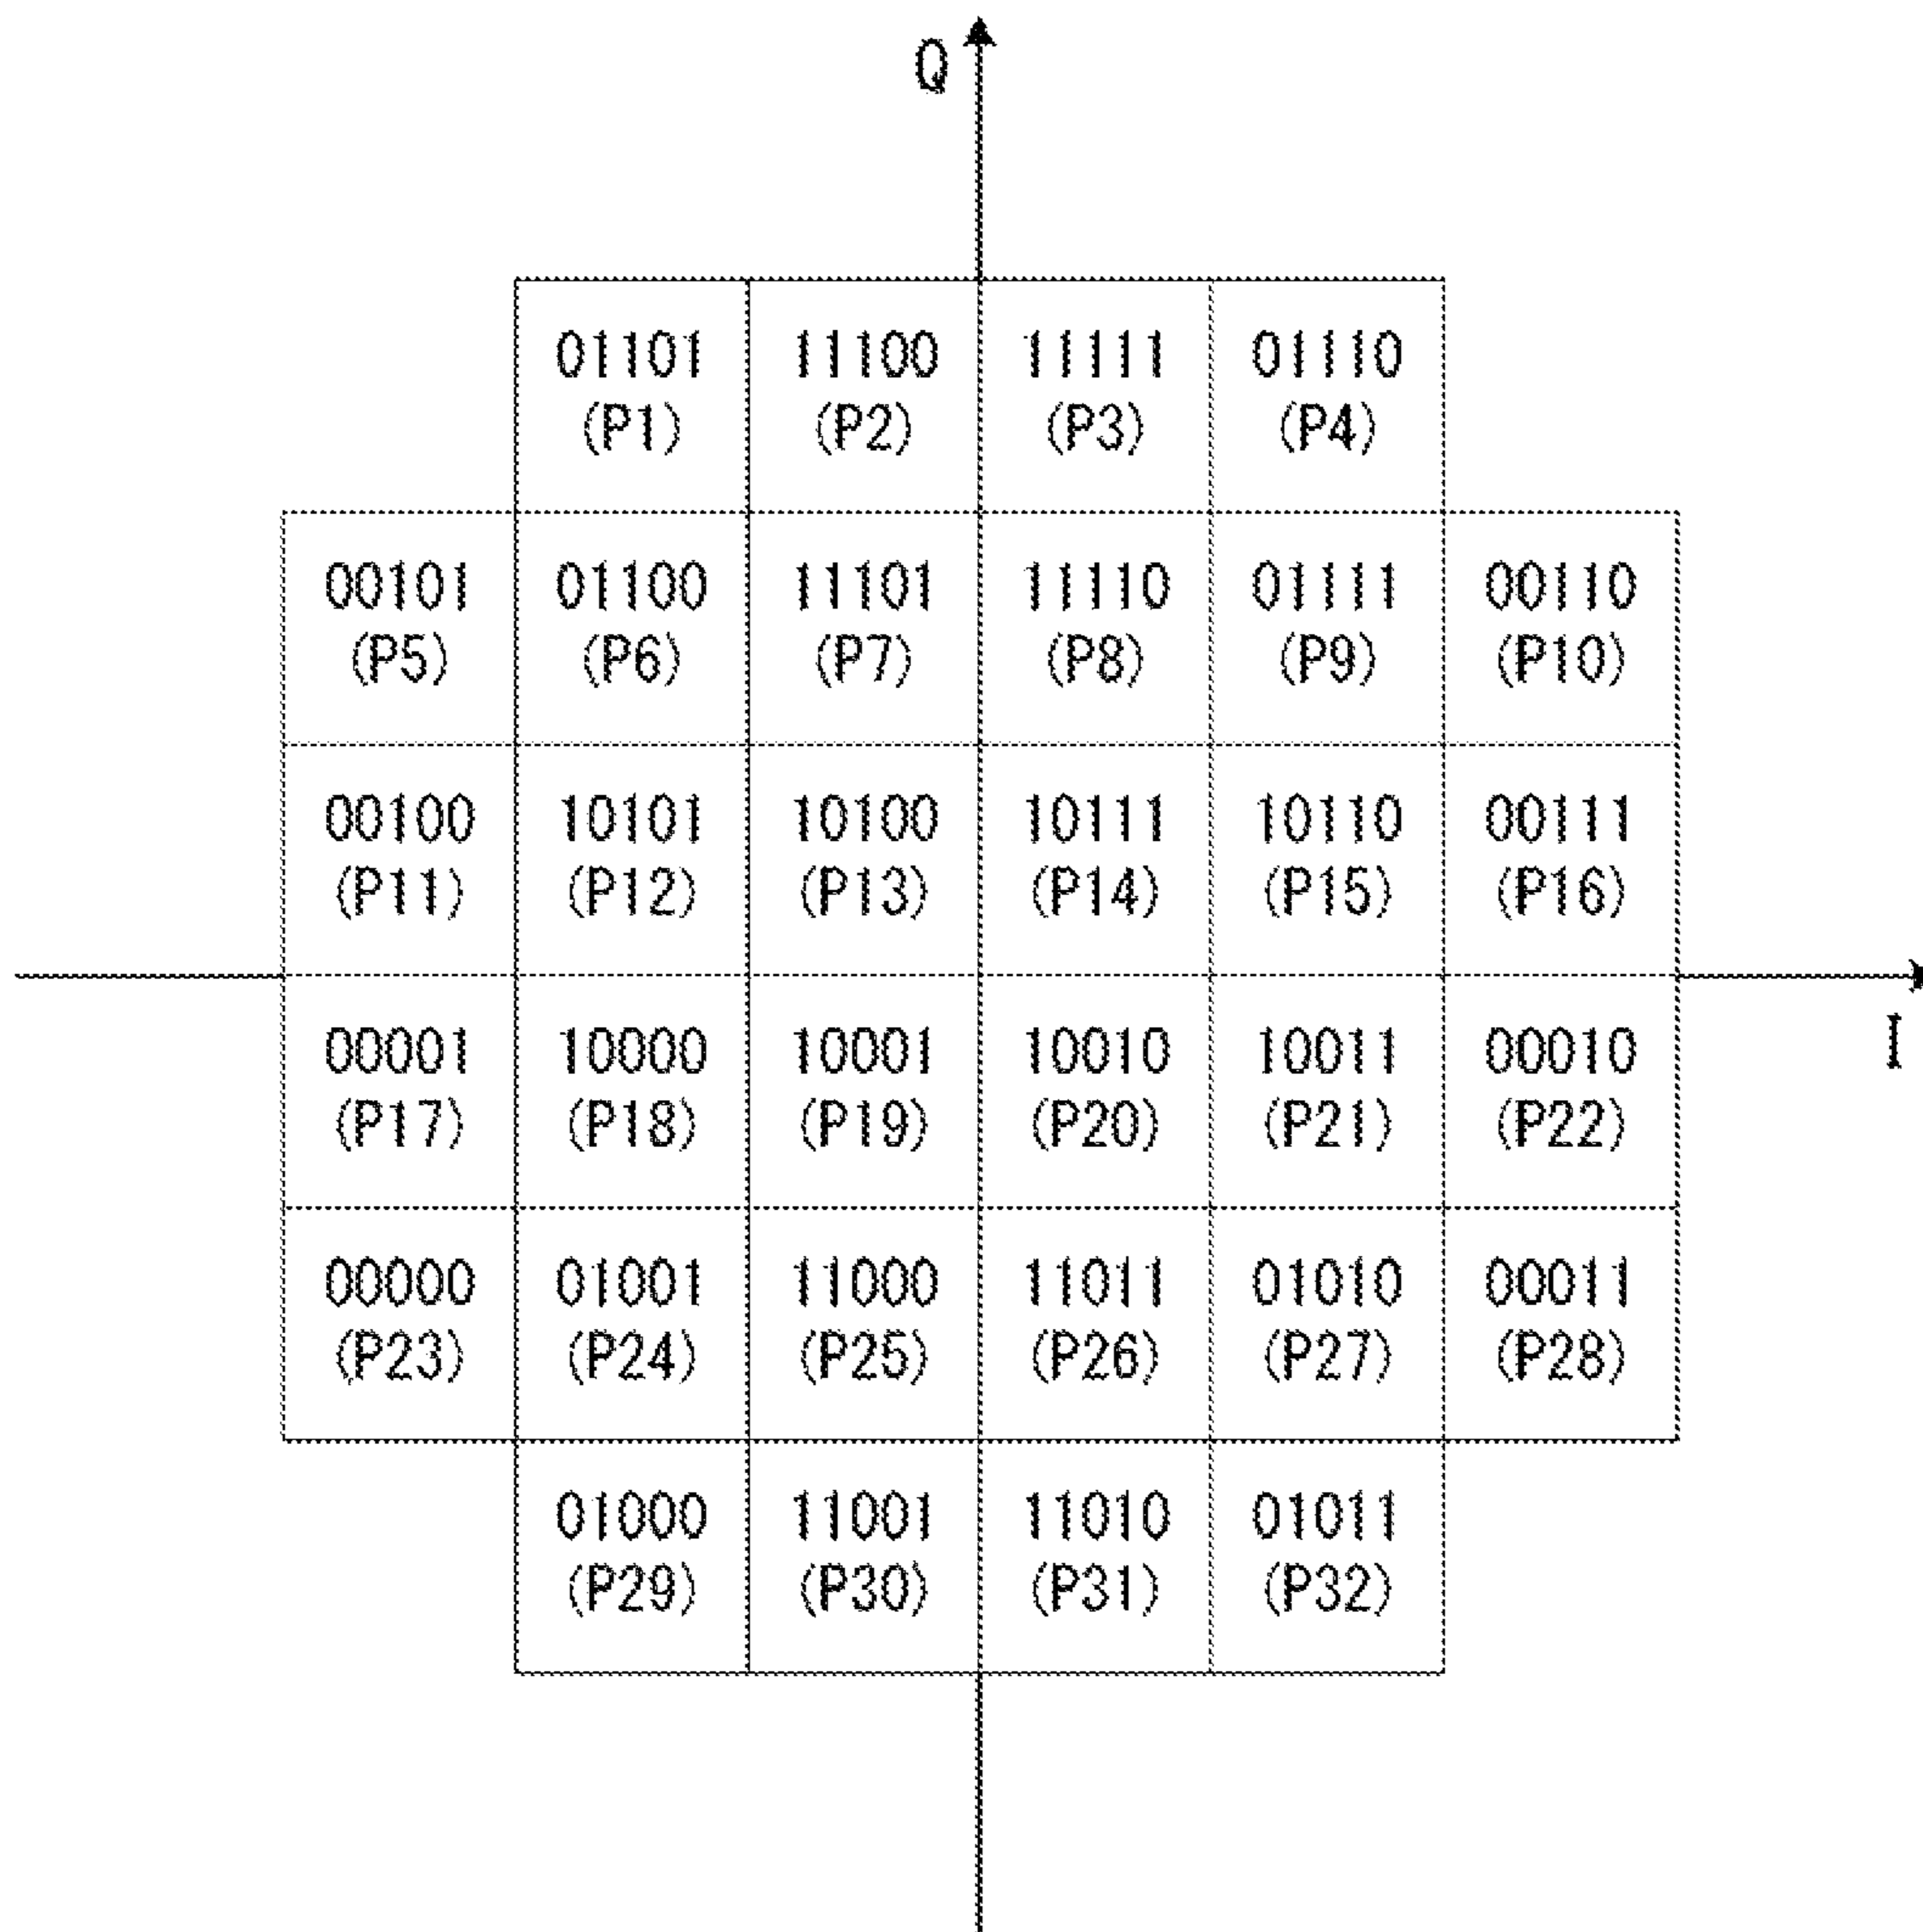 Q
01101 11100 11111 01110
(P1) (P2) (P3) (P4)
00101 01100 11101 11110 01111 00110
(P5) (P6) (P7) (P8) (P9) (P10)
00100 10101 10100 10111 10110 00111
(P11) (P12) (P13) (P14) (P15) (P16)
00001 10000 10001 10010 10011 00010
(P17) (P18) (P19) (P20) (P21) (P22)
I
00000 01001 11000 11011 01010 00011
(P23) (P24) (P25) (P26) (P27) (P28)
01000 11001 11010 01011
(P29) (P30) (P31) (P32)